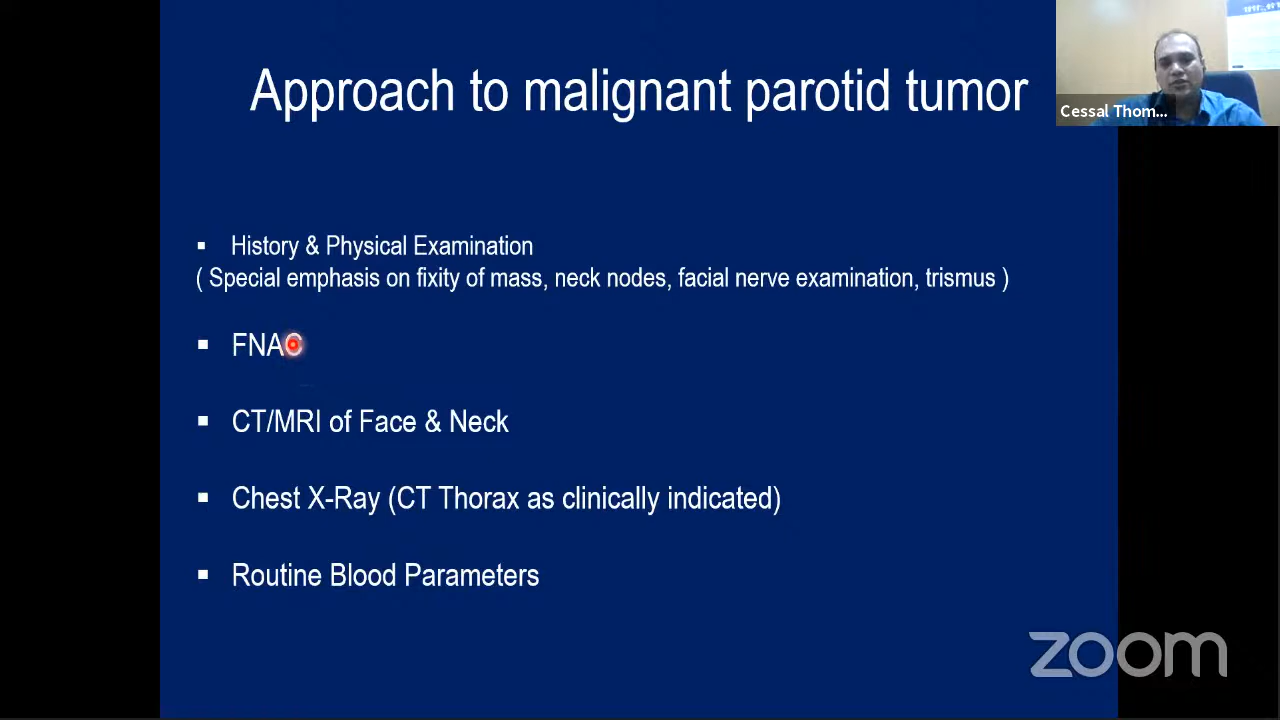 Approach to malignant parotid tumor
Cessal Thom...
▪ History & Physical Examination
( Special emphasis on fixity of mass, neck nodes, facial nerve examination, trismus )
▪ FNAC
▪ CT/MRI of Face & Neck
▪ Chest X-Ray (CT Thorax as clinically indicated)
▪ Routine Blood Parameters
zoom